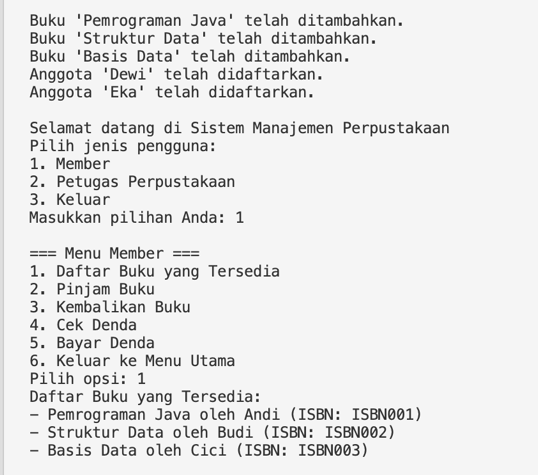 Buku 'Pemrograman Java' telah ditambahkan.
Buku 'Struktur Data' telah ditambahkan.
Buku 'Basis Data' telah ditambahkan.
Anggota 'Dewi' telah didaftarkan.
Anggota 'Eka' telah didaftarkan.

Selamat datang di Sistem Manajemen Perpustakaan
Pilih jenis pengguna:
1. Member
2. Petugas Perpustakaan
3. Keluar
Masukkan pilihan Anda: 1

=== Menu Member ===
1. Daftar Buku yang Tersedia
2. Pinjam Buku
3. Kembalikan Buku
4. Cek Denda
5. Bayar Denda
6. Keluar ke Menu Utama
Pilih opsi: 1
Daftar Buku yang Tersedia:
- Pemrograman Java oleh Andi (ISBN: ISBN001)
- Struktur Data oleh Budi (ISBN: ISBN002)
- Basis Data oleh Cici (ISBN: ISBN003)